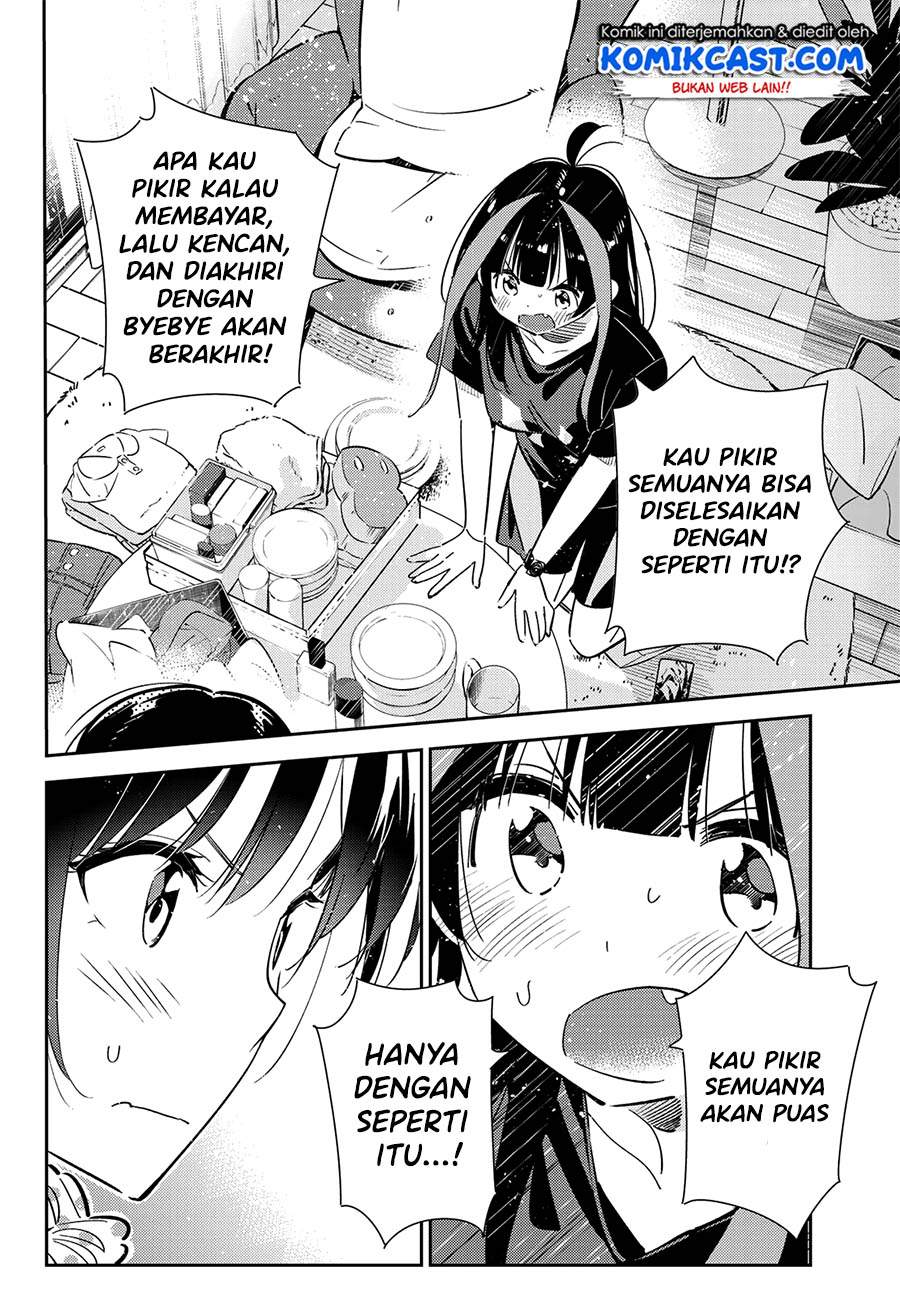 Komik ini diterjemahkan & diedit oleh
KOMIKCAST.COM
BUKAN WEB LAIN!!
KAU PIKIR
SEMUANYA BISA
DISELESAIKAN
DENGAN
SEPERTI ITU!?
APA KAU
PIKIR KALAU
MEMBAYAR,
LALU KENCAN,
DAN DIAKHIRI
DENGAN
BYEBYE AKAN
BERAKHIR!
KAU PIKIR
SEMUANYA
AKAN PUAS
HANYA
DENGAN
SEPERTI
ITU...!